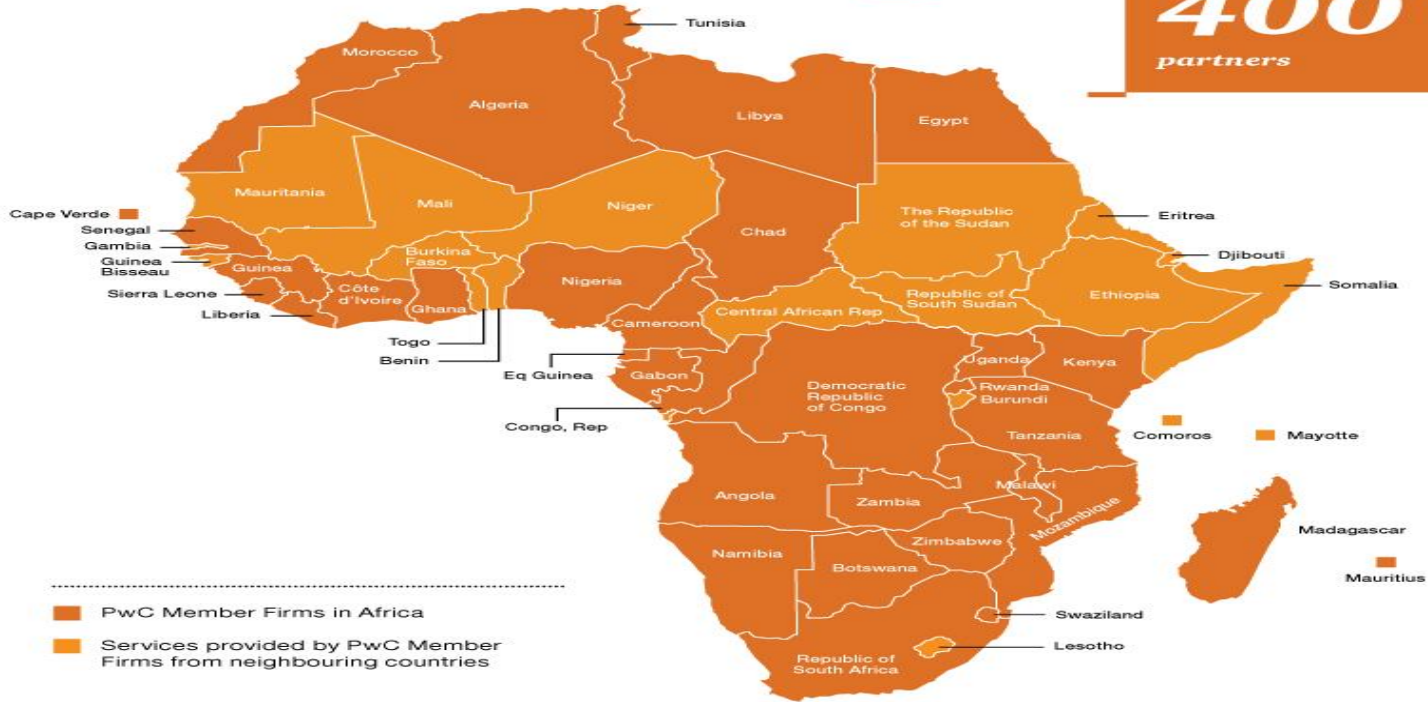 400
partners
Tunisia
Morocco
Algeria
Libya
Egypt
Mauritania
Mali
Niger
Cape Verde
Senegal
Gambia
Guinea
Bisseau
Sierra Leone
Liberia
Guinea
Burkina
Faso
Côte
d'Ivoire
Ghana
Togo
Benin
Nigeria
Chad
The Republic
of the Sudan
Eritrea
Djibouti
Somalia
Ethiopia
Republic of
South Sudan
Central African Rep
Cameroon
Eq Guinea
Gabon
Congo, Rep
Democratic
Republic
of Congo
Uganda
Kenya
Rwanda
Burundi
Tanzania
Comoros
Mayotte
Angola
Zambia
Malawi
Mozambique
Zimbabwe
Namibia
Botswana
Madagascar
Mauritius
Swaziland
Lesotho
Republic of
South Africa
PwC Member Firms in Africa
Services provided by PwC Member
Firms from neighbouring countries